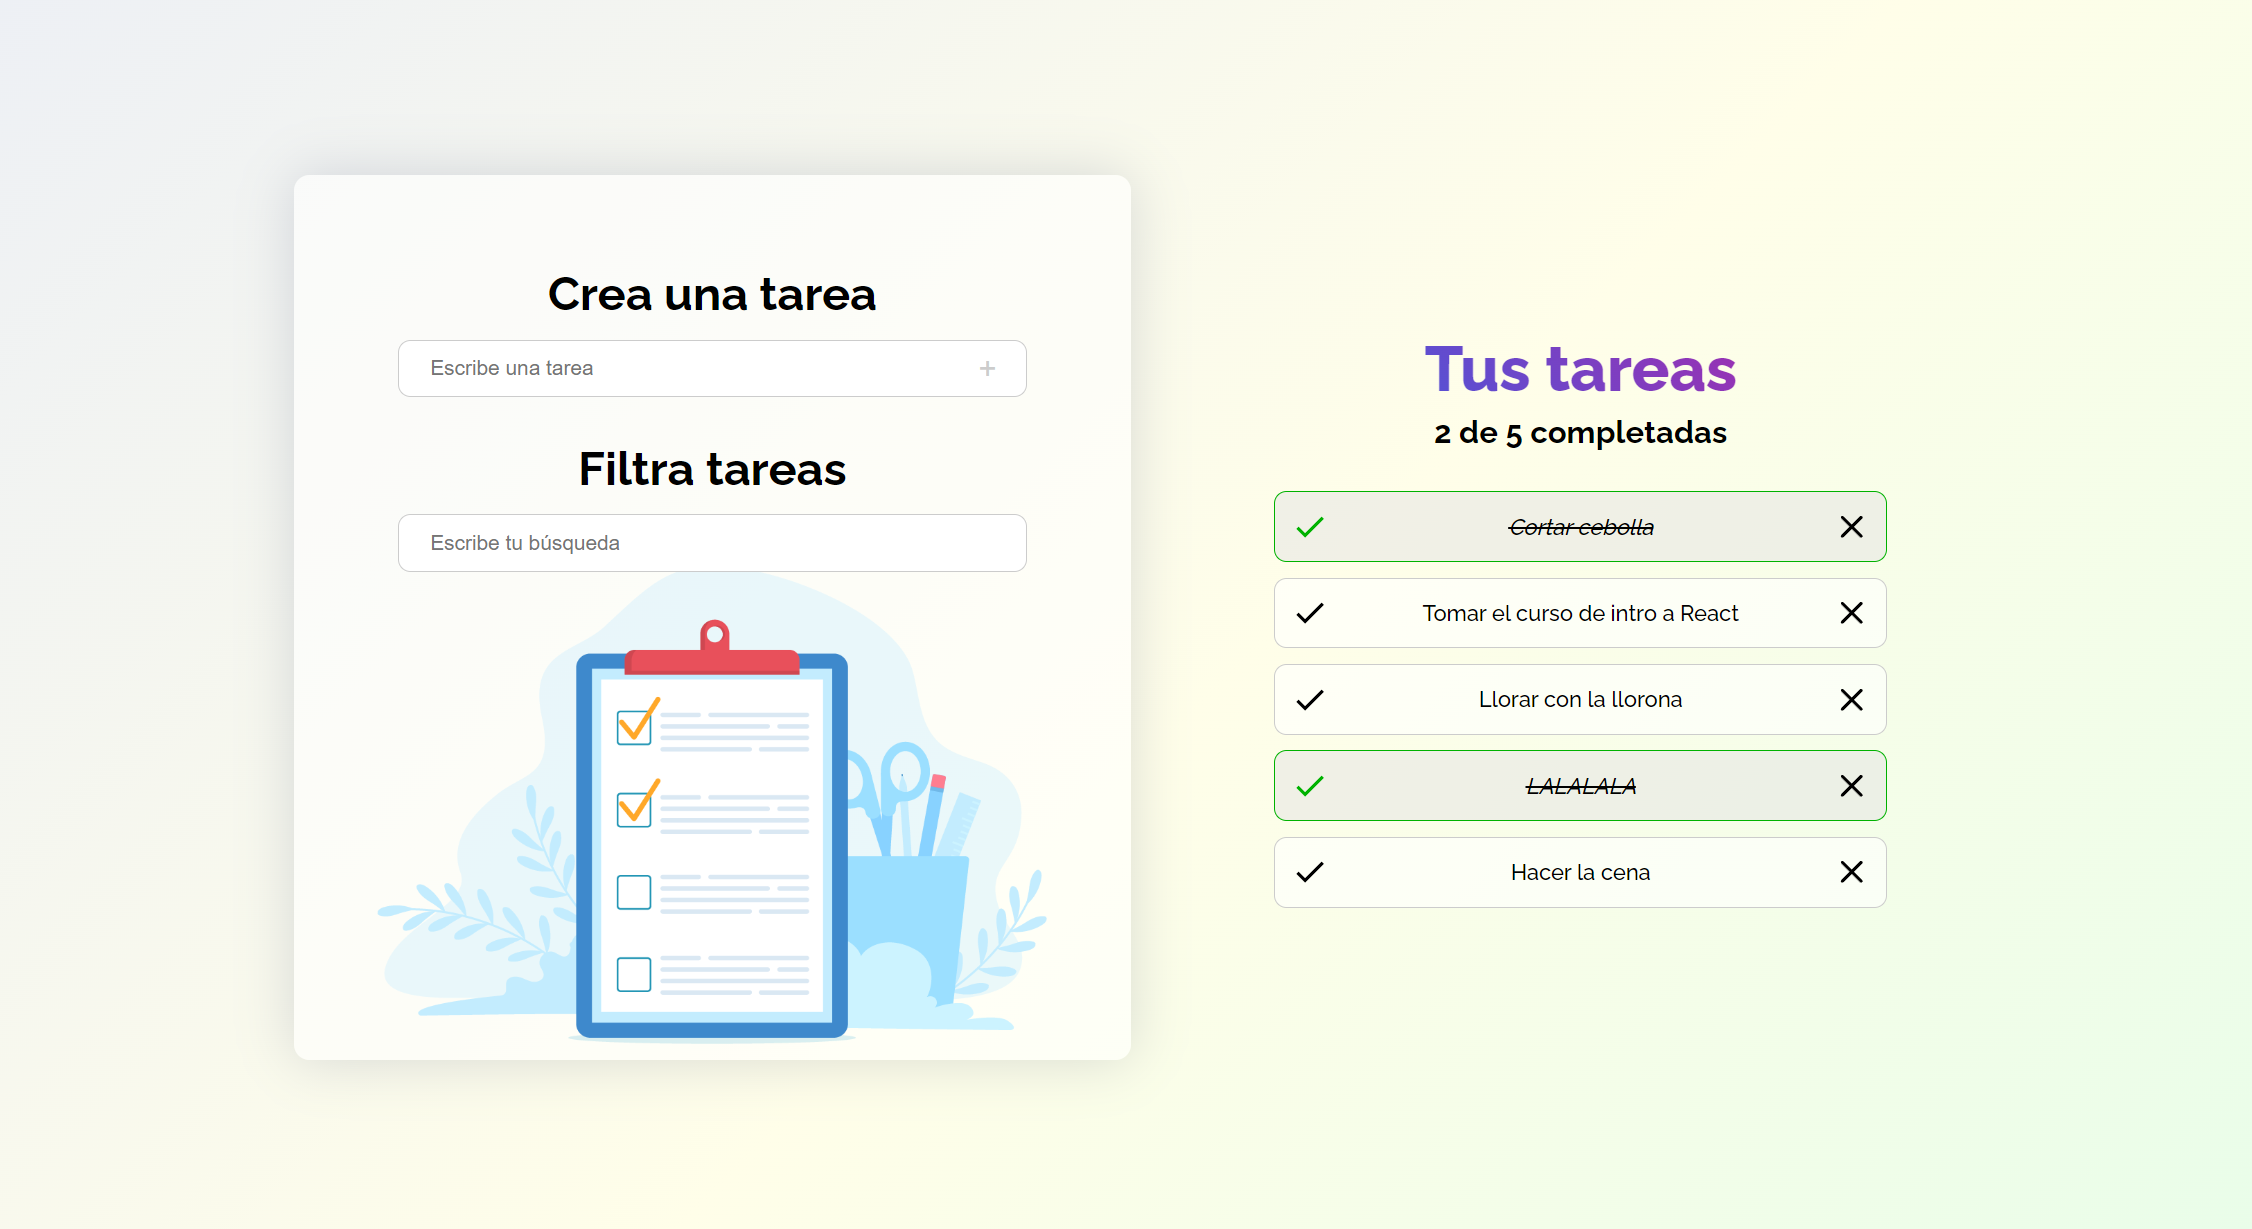 Crea una tarea
Escribe una tarea
Filtra tareas
Escribe tu búsqueda
Tus tareas
2 de 5 completadas
Cortar cebolla
Tomar el curso de intro a React
Llorar con la llorona
LALALALA
Hacer la cena